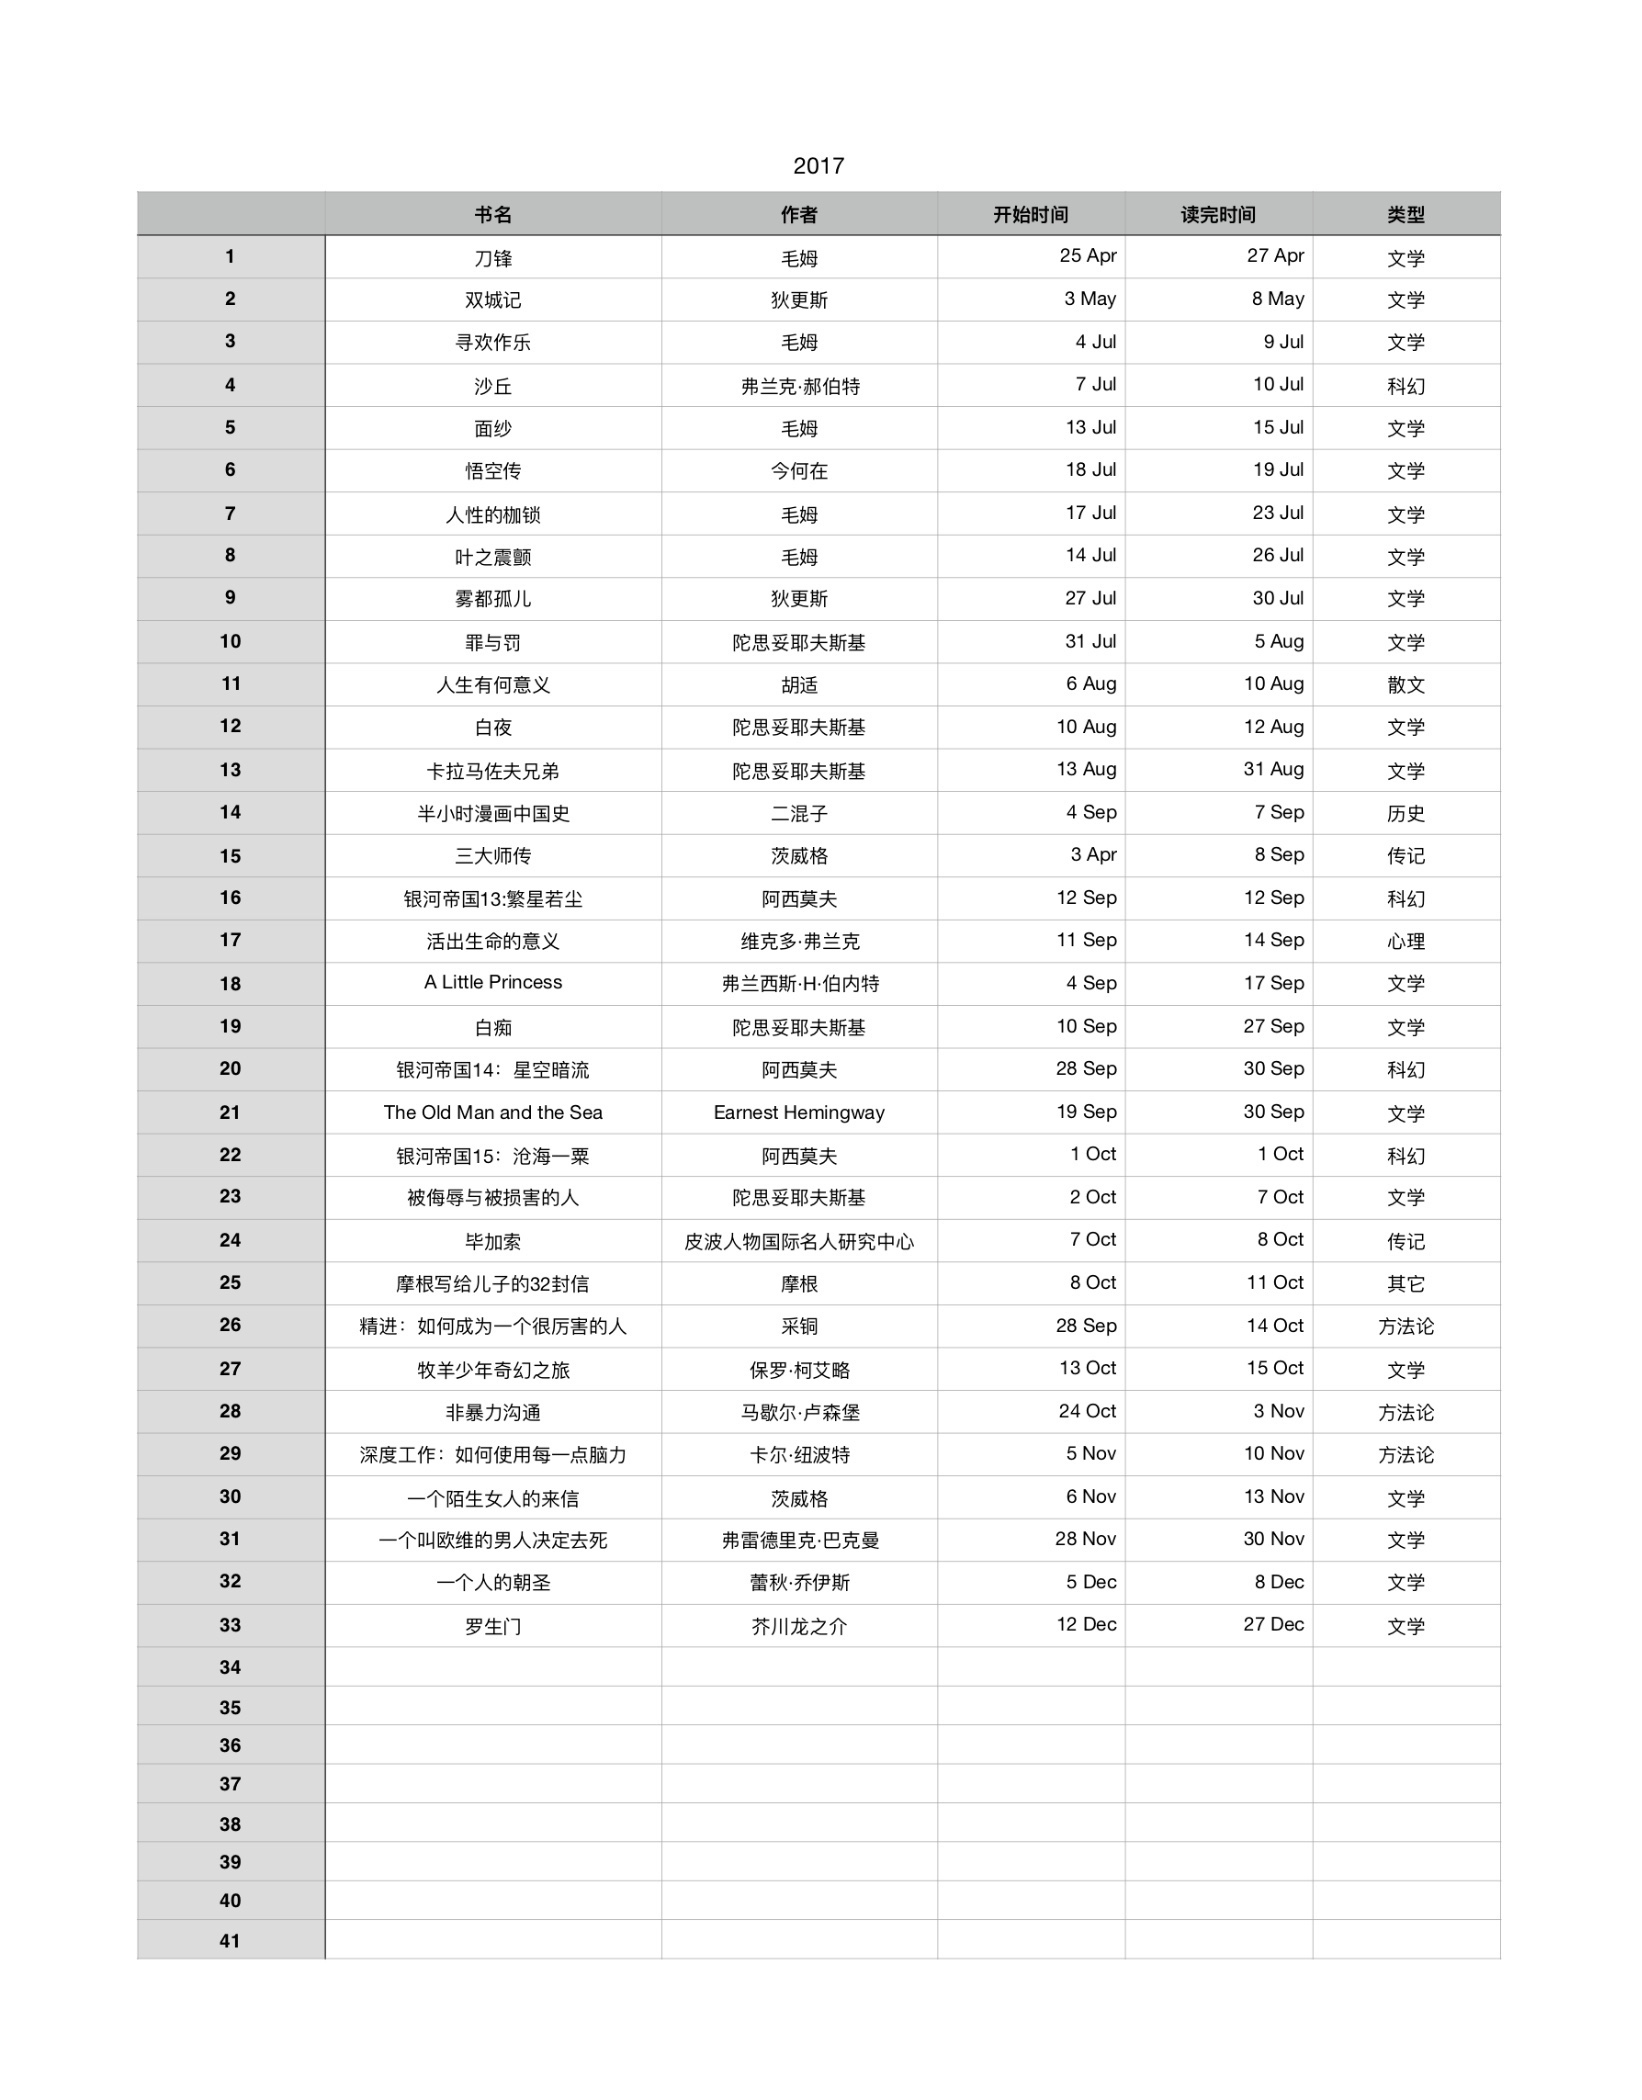 2017
书名 作者 开始时间 读完时间 类型
1 刀锋 毛姆 25 Apr 27 Apr 文学
2 双城记 狄更斯 3 May 8 May 文学
3 寻欢作乐 毛姆 4 Jul 9 Jul 文学
4 沙丘 弗兰克·郝伯特 7 Jul 10 Jul 科幻
5 面纱 毛姆 13 Jul 15 Jul 文学
6 悟空传 今何在 18 Jul 19 Jul 文学
7 人性的枷锁 毛姆 17 Jul 23 Jul 文学
8 叶之震颤 毛姆 14 Jul 26 Jul 文学
9 雾都孤儿 狄更斯 27 Jul 30 Jul 文学
10 罪与罚 陀思妥耶夫斯基 31 Jul 5 Aug 文学
11 人生有何意义 胡适 6 Aug 10 Aug 散文
12 白夜 陀思妥耶夫斯基 10 Aug 12 Aug 文学
13 卡拉马佐夫兄弟 陀思妥耶夫斯基 13 Aug 31 Aug 文学
14 半小时漫画中国史 二混子 4 Sep 7 Sep 历史
15 三大师传 茨威格 3 Apr 8 Sep 传记
16 银河帝国13:繁星若尘 阿西莫夫 12 Sep 12 Sep 科幻
17 活出生命的意义 维克多·弗兰克 11 Sep 14 Sep 心理
18 A Little Princess 弗兰西斯·H·伯内特 4 Sep 17 Sep 文学
19 白痴 陀思妥耶夫斯基 10 Sep 27 Sep 文学
20 银河帝国14：星空暗流 阿西莫夫 28 Sep 30 Sep 科幻
21 The Old Man and the Sea Earnest Hemingway 19 Sep 30 Sep 文学
22 银河帝国15：沧海一粟 阿西莫夫 1 Oct 1 Oct 科幻
23 被侮辱与被损害的人 陀思妥耶夫斯基 2 Oct 7 Oct 文学
24 毕加索 皮波人物国际名人研究中心 7 Oct 8 Oct 传记
25 摩根写给儿子的32封信 摩根 8 Oct 11 Oct 其它
26 精进：如何成为一个很厉害的人 采铜 28 Sep 14 Oct 方法论
27 牧羊少年奇幻之旅 保罗·柯艾略 13 Oct 15 Oct 文学
28 非暴力沟通 马歇尔·卢森堡 24 Oct 3 Nov 方法论
29 深度工作：如何使用每一点脑力 卡尔·纽波特 5 Nov 10 Nov 方法论
30 一个陌生女人的来信 茨威格 6 Nov 13 Nov 文学
31 一个叫欧维的男人决定去死 弗雷德里克·巴克曼 28 Nov 30 Nov 文学
32 一个人的朝圣 蕾秋·乔伊斯 5 Dec 8 Dec 文学
33 罗生门 芥川龙之介 12 Dec 27 Dec 文学
34
35
36
37
38
39
40
41